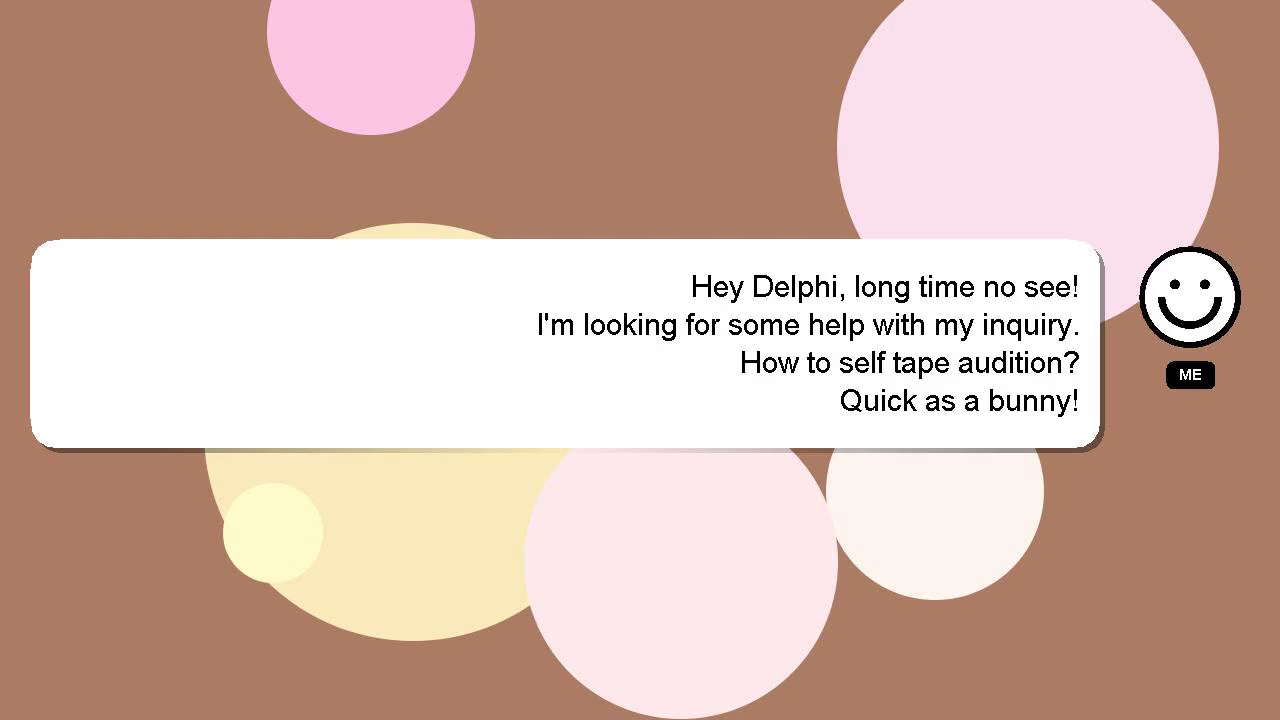 Hey Delphi, long time no see!
I'm looking for some help with my inquiry.
How to self tape audition?
Quick as a bunny!
ME